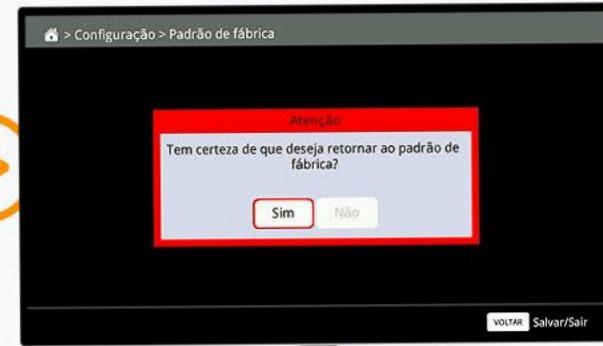 > Configuração > Padrão de fábrica
Atenção
Tem certeza de que deseja retornar ao padrão de
fábrica?
Sim Não
VOLTAR Salvar/Sair